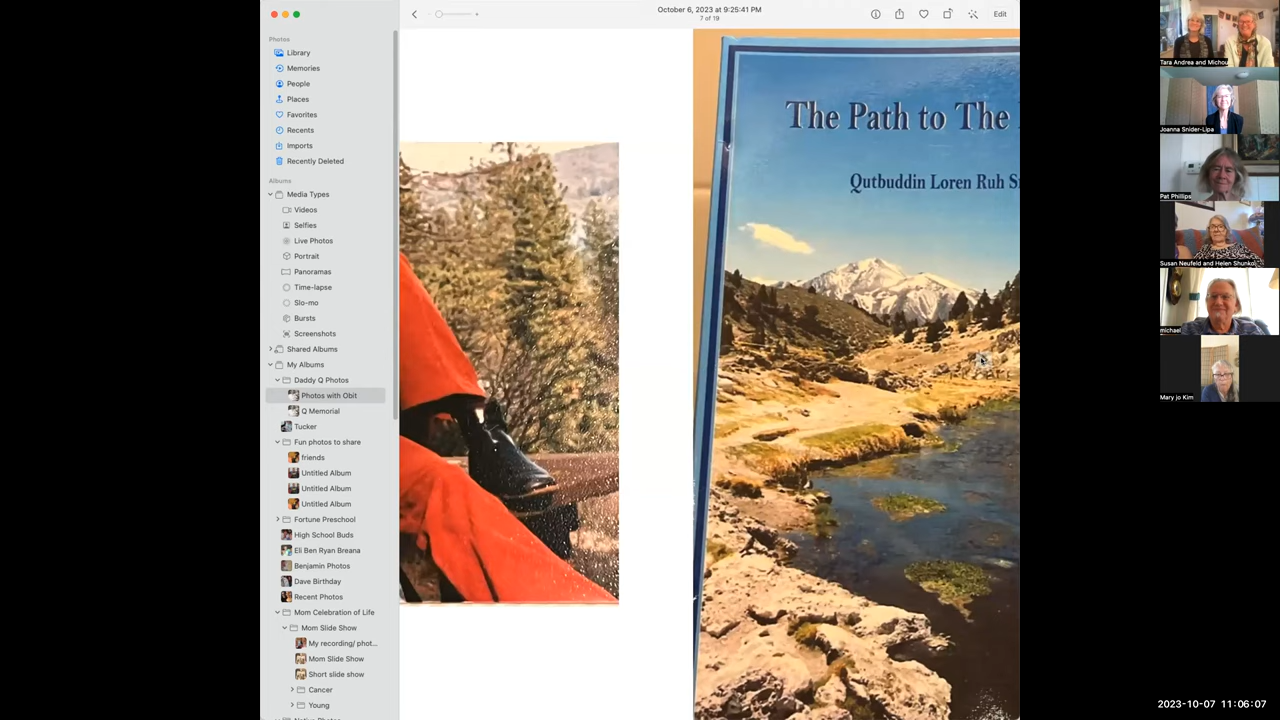 October 6, 2023 at 9:25:41 PM
7 of 19
Edit
Photos
Library
Memories
People
Places
Favorites
Recents
Imports
Recently Deleted
Albums
Media Types
Videos
Selfies
Live Photos
Portrait
Panoramas
Time-lapse
Slo-mo
Bursts
Screenshots
Shared Albums
My Albums
Daddy Q Photos
Photos with Obit
Q Memorial
Tucker
Fun photos to share
friends
Untitled Album
Untitled Album
Untitled Album
Fortune Preschool
High School Buds
Eli Ben Ryan Breana
Benjamin Photos
Dave Birthday
Recent Photos
Mom Celebration of Life
Mom Slide Show
My recording/ phot...
Mom Slide Show
Short slide show
Cancer
Young
The Path to The
Qutbuddin Loren Ruh
Tara Andrea and Michou
Joanna Snider-Lipa
Pat Phillips
Susan Neufeld and Helen Shunko
michael
Mary jo Kim
2023-10-07 11:06:07